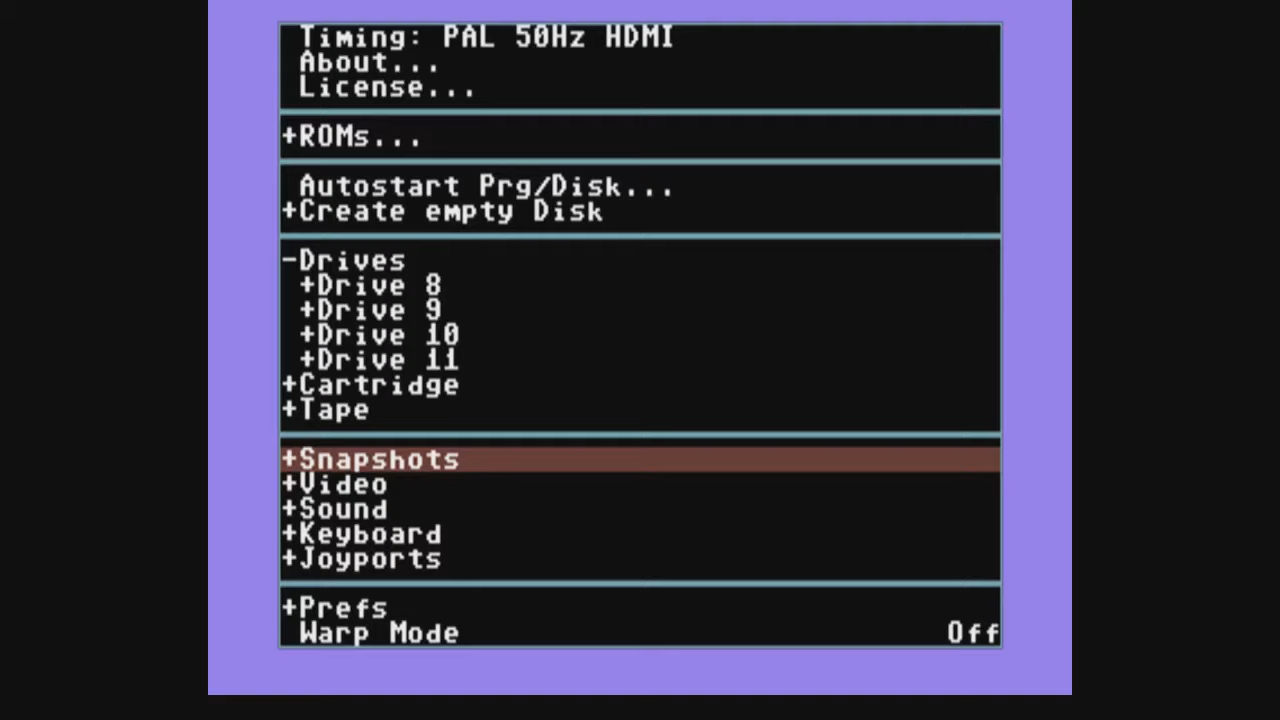 Timing: PAL 50Hz HDMI
About...
License...
+ROMs...
Autostart Prg/Disk...
+Create empty Disk
-Drives
+Drive 8
+Drive 9
+Drive 10
+Drive 11
+Cartridge
+Tape
+Snapshots
+Video
+Sound
+Keyboard
+Joyports
+Prefs
Warp Mode Off